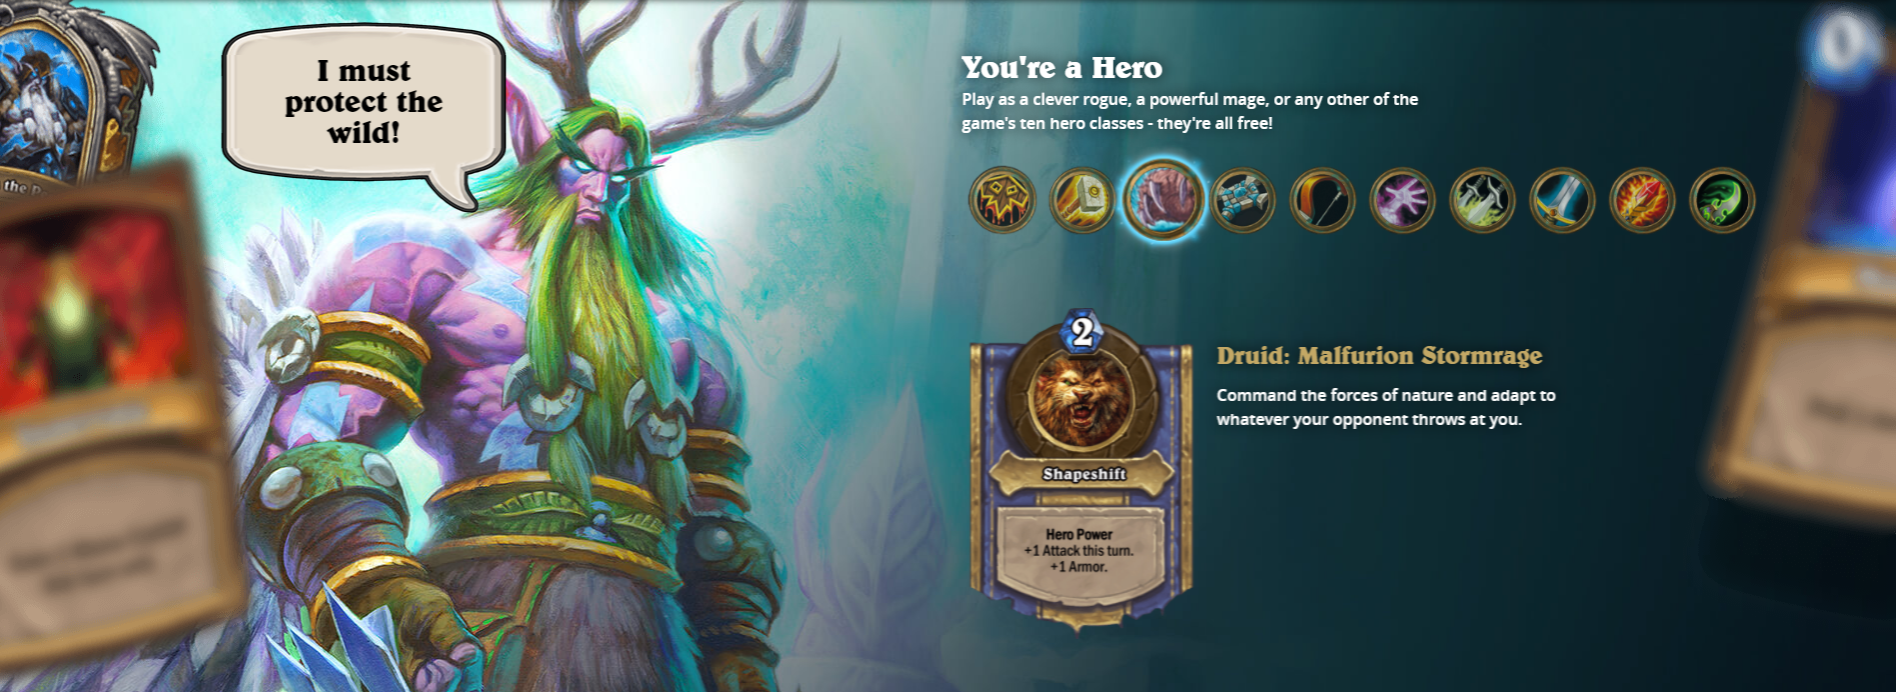 I must
protect the
wild!
the
You're a Hero
Play as a clever rogue, a powerful mage, or any other of the
game's ten hero classes - they're all free!
0
2
Shapeshift
Hero Power
+1 Attack this turn.
+1 Armor.
Druid: Malfurion Stormrage
Command the forces of nature and adapt to
whatever your opponent throws at you.